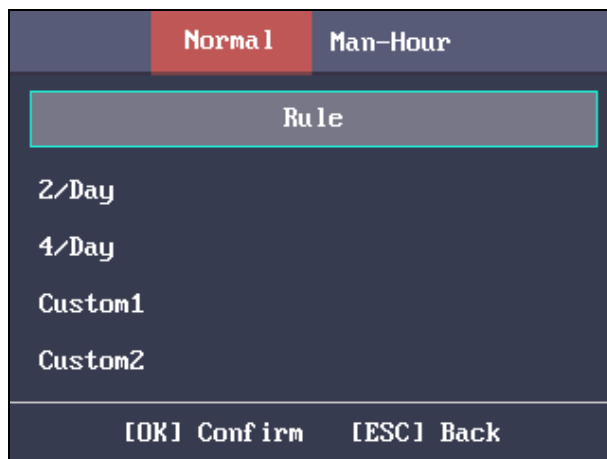 Normal Man-Hour
Rule
2/Day
4/Day
Custom1
Custom2
[OK] Confirm [ESC] Back